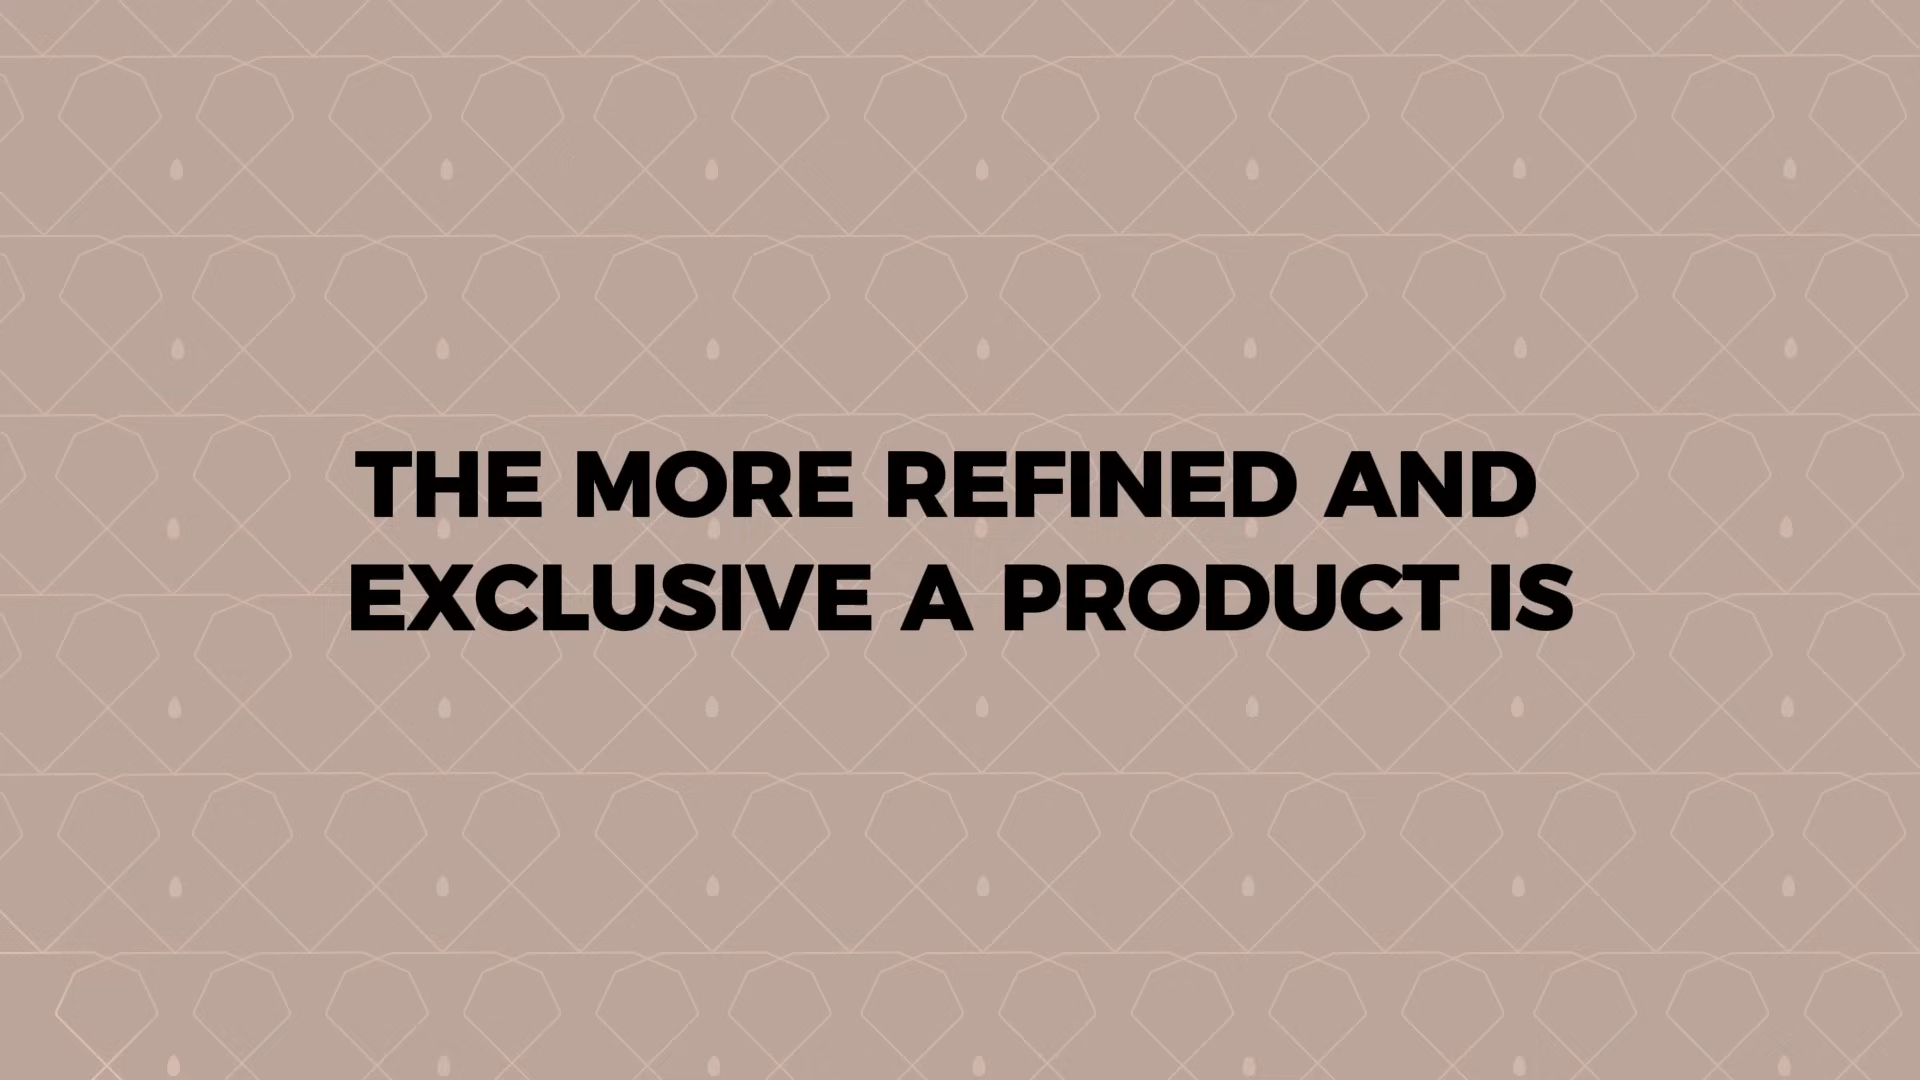 THE MORE REFINED AND
EXCLUSIVE A PRODUCT IS